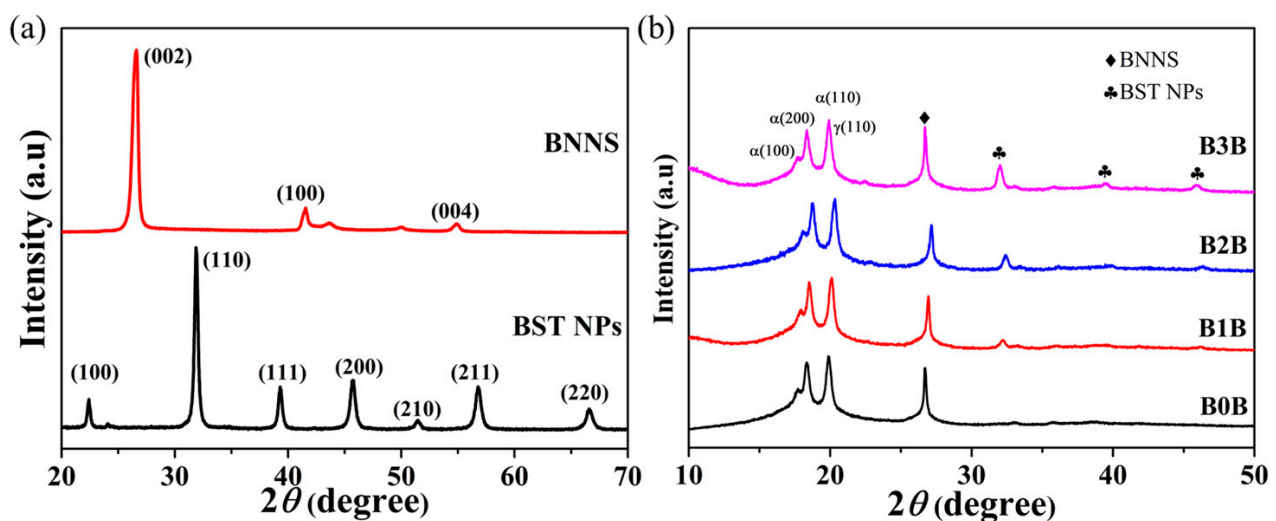 (a)
Intensity (a.u)
(002)
BNNS
(100)
(004)
(110)
BST NPs
(100)
(111)
(200)
(210)
(211)
(220)
20 30 40 50 60 70
2θ (degree)
(b)
Intensity (a.u)
♦ BNNS
♣ BST NPs
α(110)
α(200)
γ(110)
α(100)
♦
♣
♣
♣
B3B
B2B
B1B
B0B
10 20 30 40 50
2θ (degree)